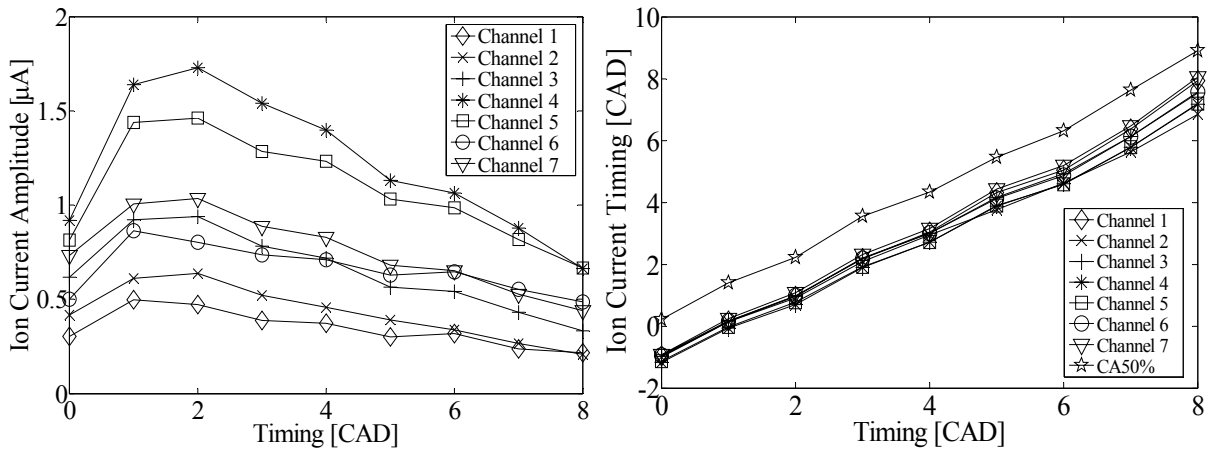 2
1.5
1
0.5
0
Ion Current Amplitude [μA]
Channel 1
Channel 2
Channel 3
Channel 4
Channel 5
Channel 6
Channel 7
0 2 4 6 8
Timing [CAD]
10
8
6
4
2
0
-2
Ion Current Timing [CAD]
Channel 1
Channel 2
Channel 3
Channel 4
Channel 5
Channel 6
Channel 7
CA50%
0 2 4 6 8
Timing [CAD]